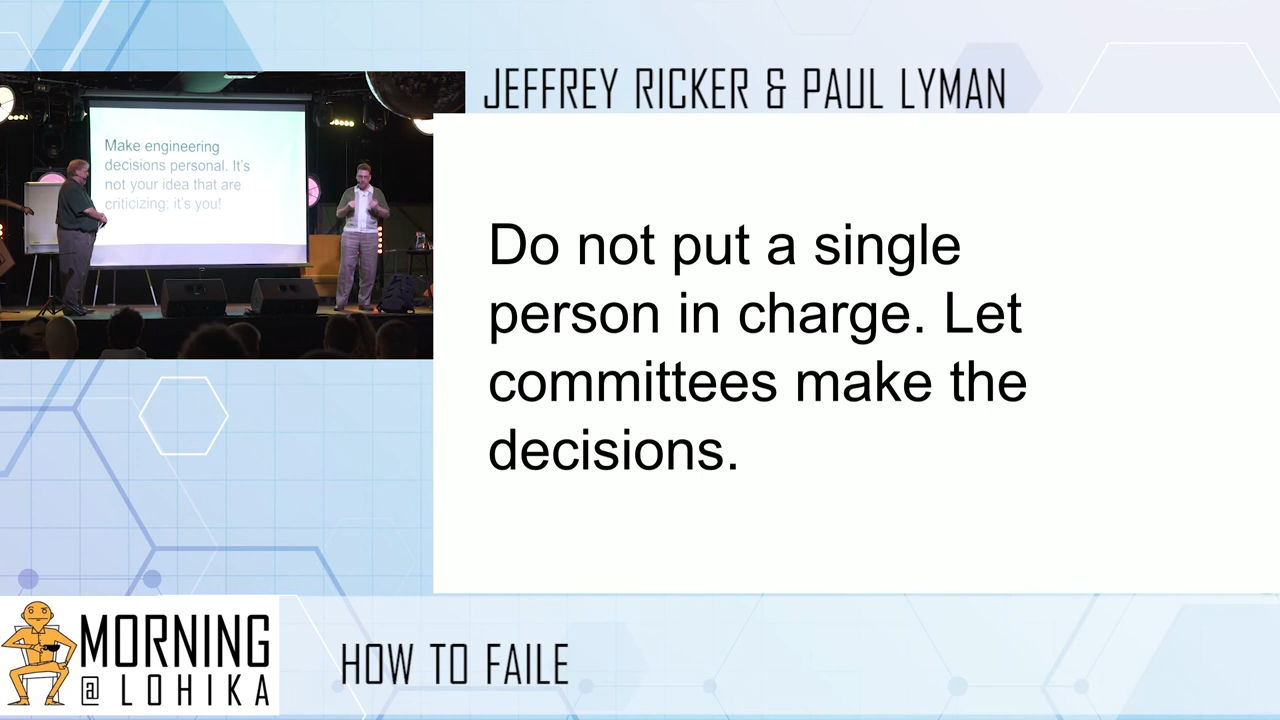 JEFFREY RICKER & PAUL LYMAN
Make engineering
decisions personal. It's
not your idea that are
criticizing; it's you!
Do not put a single
person in charge. Let
committees make the
decisions.
MORNING
@ LOHIKA
HOW TO FAILE